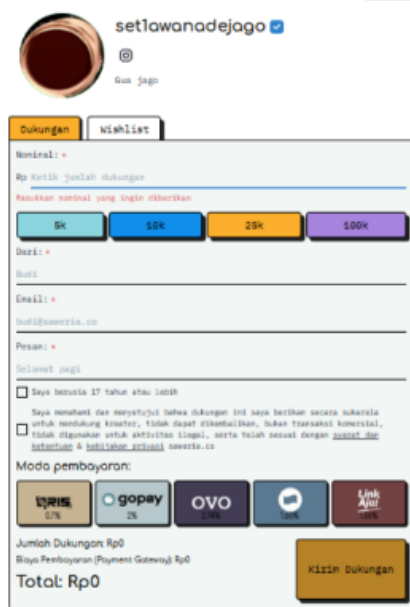 set1awanadejago
Gua jago
Dukungan
Wishlist
Nominal: *
Rp Ketik jumlah dukungan
Masukkan nominal yang ingin diberikan
5k
10k
25k
100k
Dari: *
Budi
Email: *
budi@saweria.co
Pesan: *
Selamat pagi
Saya berusia 17 tahun atau lebih
Saya memahami dan menyetujui bahwa dukungan ini saya berikan secara sukarela
untuk mendukung kreator, tidak dapat dikembalikan, bukan transaksi komersial,
tidak digunakan untuk aktivitas ilegal, serta telah sesuai dengan syarat dan
ketentuan & kebijakan privasi saweria.co
Moda pembayaran:
QRIS
0.7%
gopay
2%
OVO
Link
Aja!
Jumlah Dukungan: Rp0
Biaya Pembayaran (Payment Gateway): Rp0
Total: Rp0
Kirim Dukungan